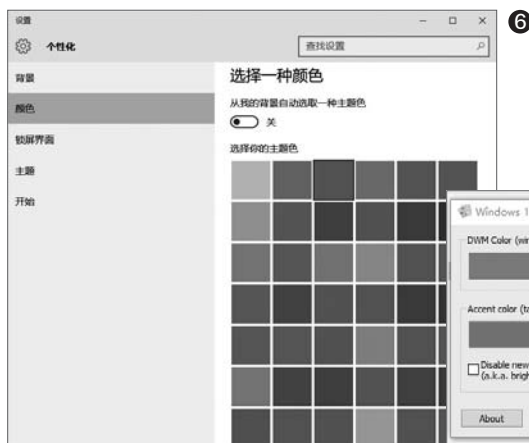 设置
个性化
查找设置
❻
背景
颜色
锁屏界面
主题
开始
选择一种颜色
从我的背景自动选取一种主题色
关
选择你的主题色
Windows 1
DWM Color (wi
Accent color (ta
Disable new
(a.k.a. brigh
About